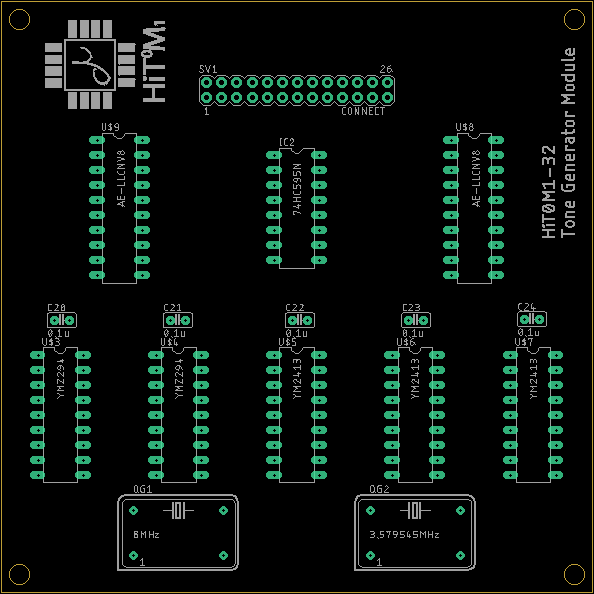 HiT0M1
SV1
26
1
CONNECT
U$9
AE-LLCNV8
IC2
74HC595N
U$8
AE-LLCNV8
HiT0M1-32
Tone Generator Module
C20
0.1u
C21
0.1u
C22
0.1u
C23
0.1u
C24
0.1u
U$3
YMZ294
U$4
YMZ294
U$5
YM2413
U$6
YM2413
U$7
YM2413
QG1
8MHz
1
QG2
3.579545MHz
1